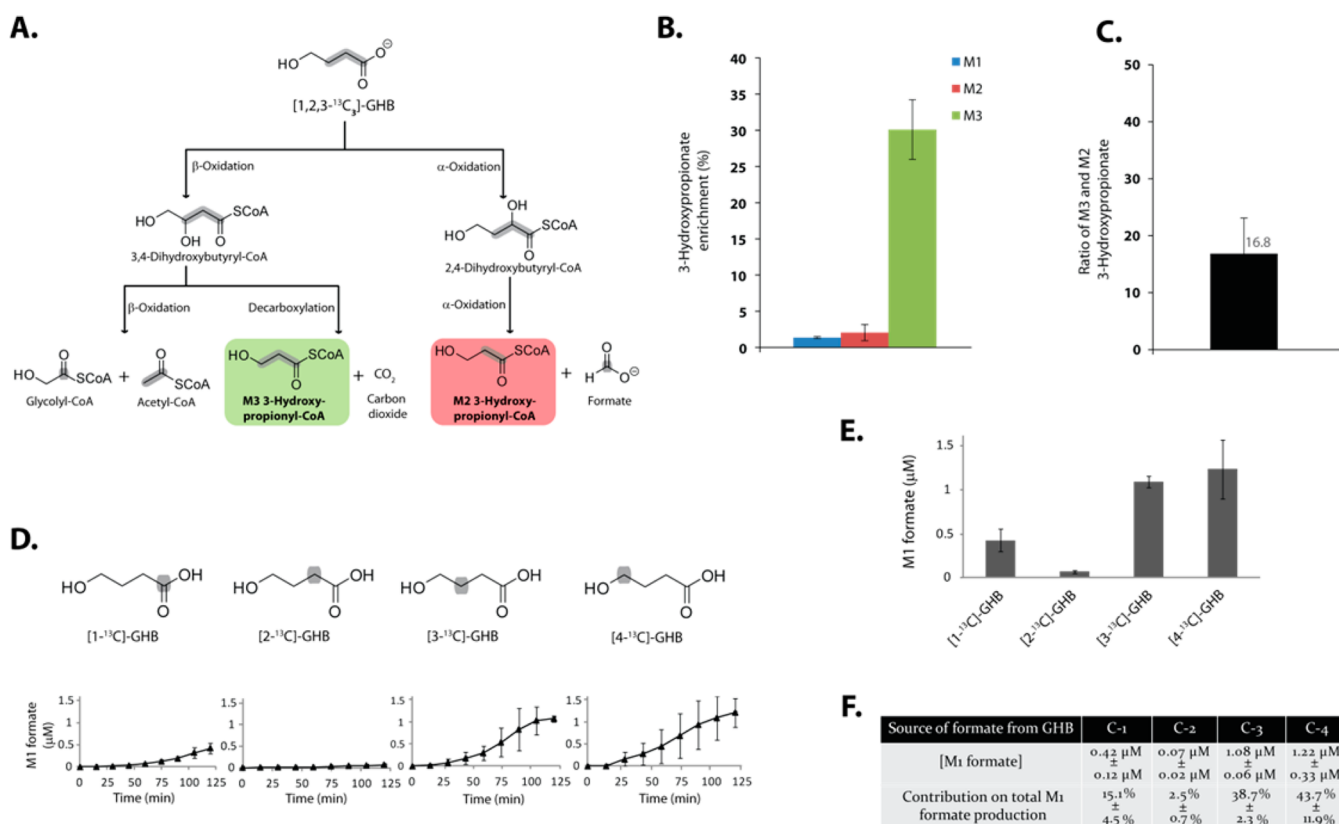 A.
HO
O⊖
O
[1,2,3-¹³C₃]-GHB
β-Oxidation
α-Oxidation
HO
OH
O
SCoA
3,4-Dihydroxybutyryl-CoA
OH
HO
SCoA
O
2,4-Dihydroxybutyryl-CoA
β-Oxidation
Decarboxylation
α-Oxidation
HO
O
SCoA
Glycolyl-CoA
+
O
SCoA
Acetyl-CoA
HO
SCoA
O
M3 3-Hydroxy-
propionyl-CoA
+
CO₂
Carbon
dioxide
HO
SCoA
O
M2 3-Hydroxy-
propionyl-CoA
+
O
H
O⊖
Formate
B.
3-Hydroxypropionate
enrichment (%)
40
35
30
25
20
15
10
5
0
M1
M2
M3
C.
Ratio of M3 and M2
3-Hydroxypropionate
50
40
30
20
10
0
16.8
D.
HO
OH
O
[1-¹³C]-GHB
HO
OH
O
[2-¹³C]-GHB
HO
OH
O
[3-¹³C]-GHB
HO
OH
O
[4-¹³C]-GHB
M1 formate
(μM)
1.5
1
0.5
0
0 25 50 75 100 125
Time (min)
1.5
1
0.5
0
0 25 50 75 100 125
Time (min)
1.5
1
0.5
0
0 25 50 75 100 125
Time (min)
1.5
1
0.5
0
0 25 50 75 100 125
Time (min)
E.
M1 formate
(μM)
1.5
1
0.5
0
[1-¹³C]-GHB
[2-¹³C]-GHB
[3-¹³C]-GHB
[4-¹³C]-GHB
F.
Source of formate from GHB C-1 C-2 C-3 C-4
[M1 formate] 0.42 μM ± 0.12 μM 0.07 μM ± 0.02 μM 1.08 μM ± 0.06 μM 1.22 μM ± 0.33 μM
Contribution on total M1 formate production 15.1% ± 4.5% 2.5% ± 0.7% 38.7% ± 2.3% 43.7% ± 11.9%